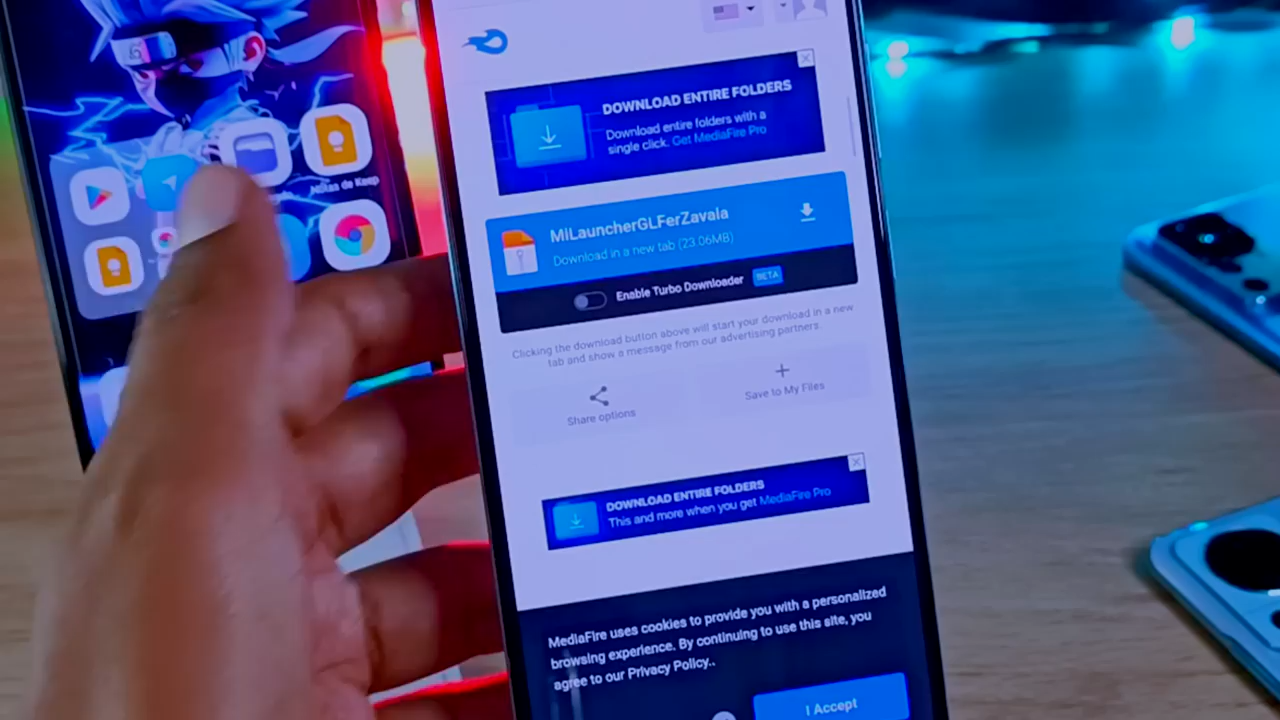 Notas de Keep
DOWNLOAD ENTIRE FOLDERS
Download entire folders with a
single click. Get MediaFire Pro
MiLauncherGLFerZavala
Download in a new tab (23.06MB)
Enable Turbo Downloader BETA
Clicking the download button above will start your download in a new
tab and show a message from our advertising partners.
Share options
Save to My Files
DOWNLOAD ENTIRE FOLDERS
This and more when you get MediaFire Pro
MediaFire uses cookies to provide you with a personalized
browsing experience. By continuing to use this site, you
agree to our Privacy Policy..
I Accept